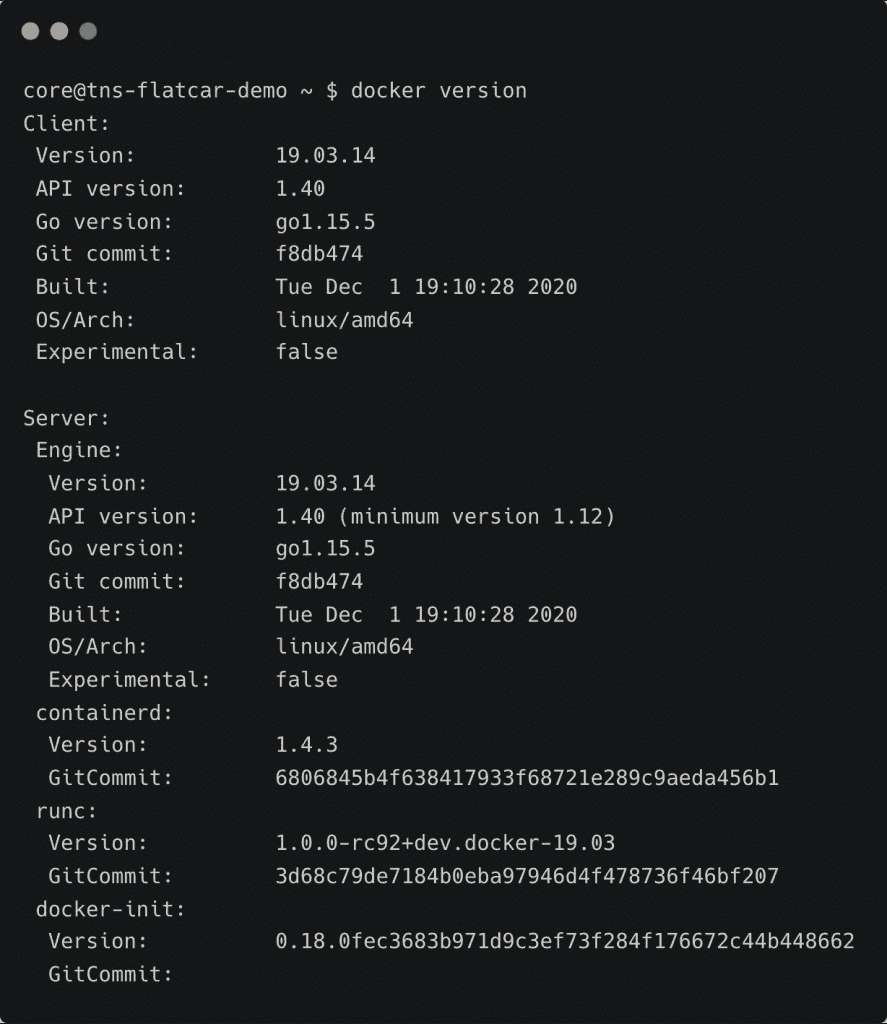 core@tns-flatcar-demo ~ $ docker version
Client:
 Version:           19.03.14
 API version:       1.40
 Go version:        go1.15.5
 Git commit:        f8db474
 Built:             Tue Dec  1 19:10:28 2020
 OS/Arch:           linux/amd64
 Experimental:      false

Server:
 Engine:
  Version:          19.03.14
  API version:      1.40 (minimum version 1.12)
  Go version:       go1.15.5
  Git commit:       f8db474
  Built:            Tue Dec  1 19:10:28 2020
  OS/Arch:          linux/amd64
  Experimental:     false
 containerd:
  Version:          1.4.3
  GitCommit:        6806845b4f638417933f68721e289c9aeda456b1
 runc:
  Version:          1.0.0-rc92+dev.docker-19.03
  GitCommit:        3d68c79de7184b0eba97946d4f478736f46bf207
 docker-init:
  Version:          0.18.0fec3683b971d9c3ef73f284f176672c44b448662
  GitCommit: